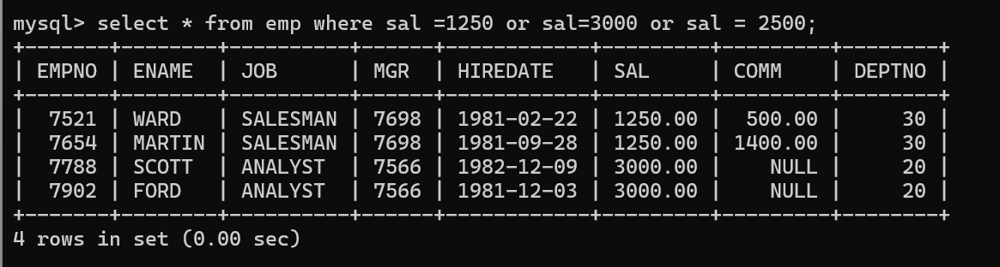 mysql> select * from emp where sal =1250 or sal=3000 or sal = 2500;
+-------+--------+----------+------+------------+---------+---------+--------+
| EMPNO | ENAME  | JOB      | MGR  | HIREDATE   | SAL     | COMM    | DEPTNO |
+-------+--------+----------+------+------------+---------+---------+--------+
|  7521 | WARD   | SALESMAN | 7698 | 1981-02-22 | 1250.00 |  500.00 |     30 |
|  7654 | MARTIN | SALESMAN | 7698 | 1981-09-28 | 1250.00 | 1400.00 |     30 |
|  7788 | SCOTT  | ANALYST  | 7566 | 1982-12-09 | 3000.00 |    NULL |     20 |
|  7902 | FORD   | ANALYST  | 7566 | 1981-12-03 | 3000.00 |    NULL |     20 |
+-------+--------+----------+------+------------+---------+---------+--------+
4 rows in set (0.00 sec)